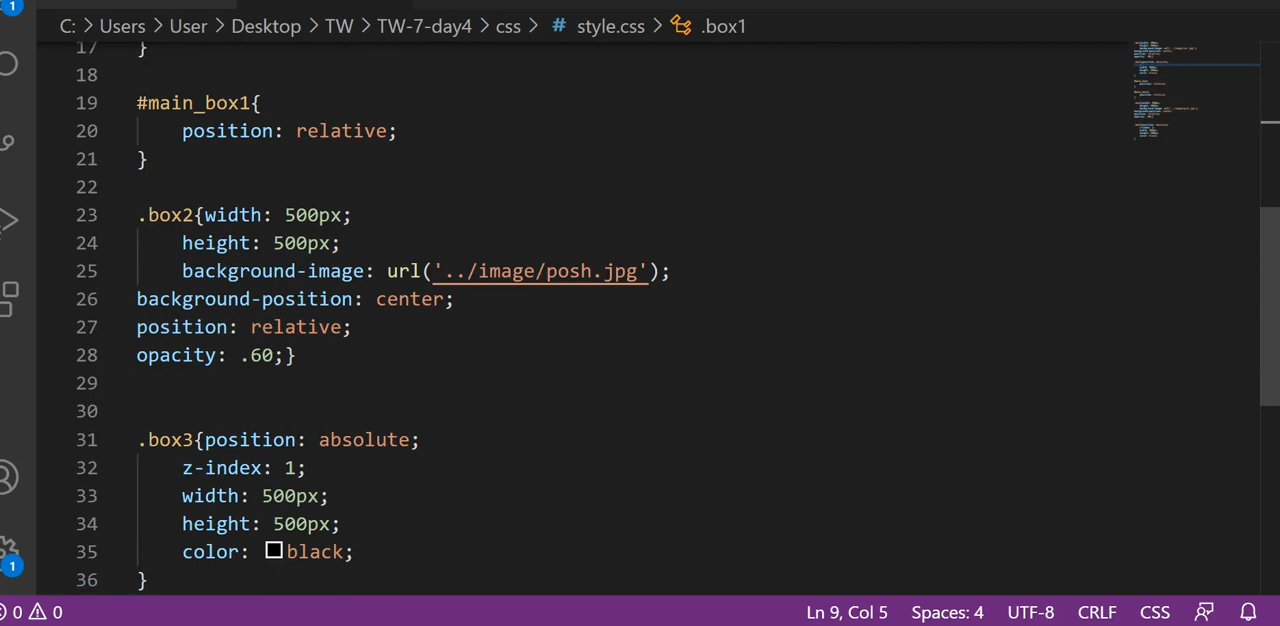 1
C: > Users > User > Desktop > TW > TW-7-day4 > css > # style.css > .box1
17 }
18
19 #main_box1{
20 position: relative;
21 }
22
23 .box2{width: 500px;
24 height: 500px;
25 background-image: url('../image/posh.jpg');
26 background-position: center;
27 position: relative;
28 opacity: .60;}
29
30
31 .box3{position: absolute;
32 z-index: 1;
33 width: 500px;
34 height: 500px;
35 color: black;
36 }
1
0 0 Ln 9, Col 5 Spaces: 4 UTF-8 CRLF CSS